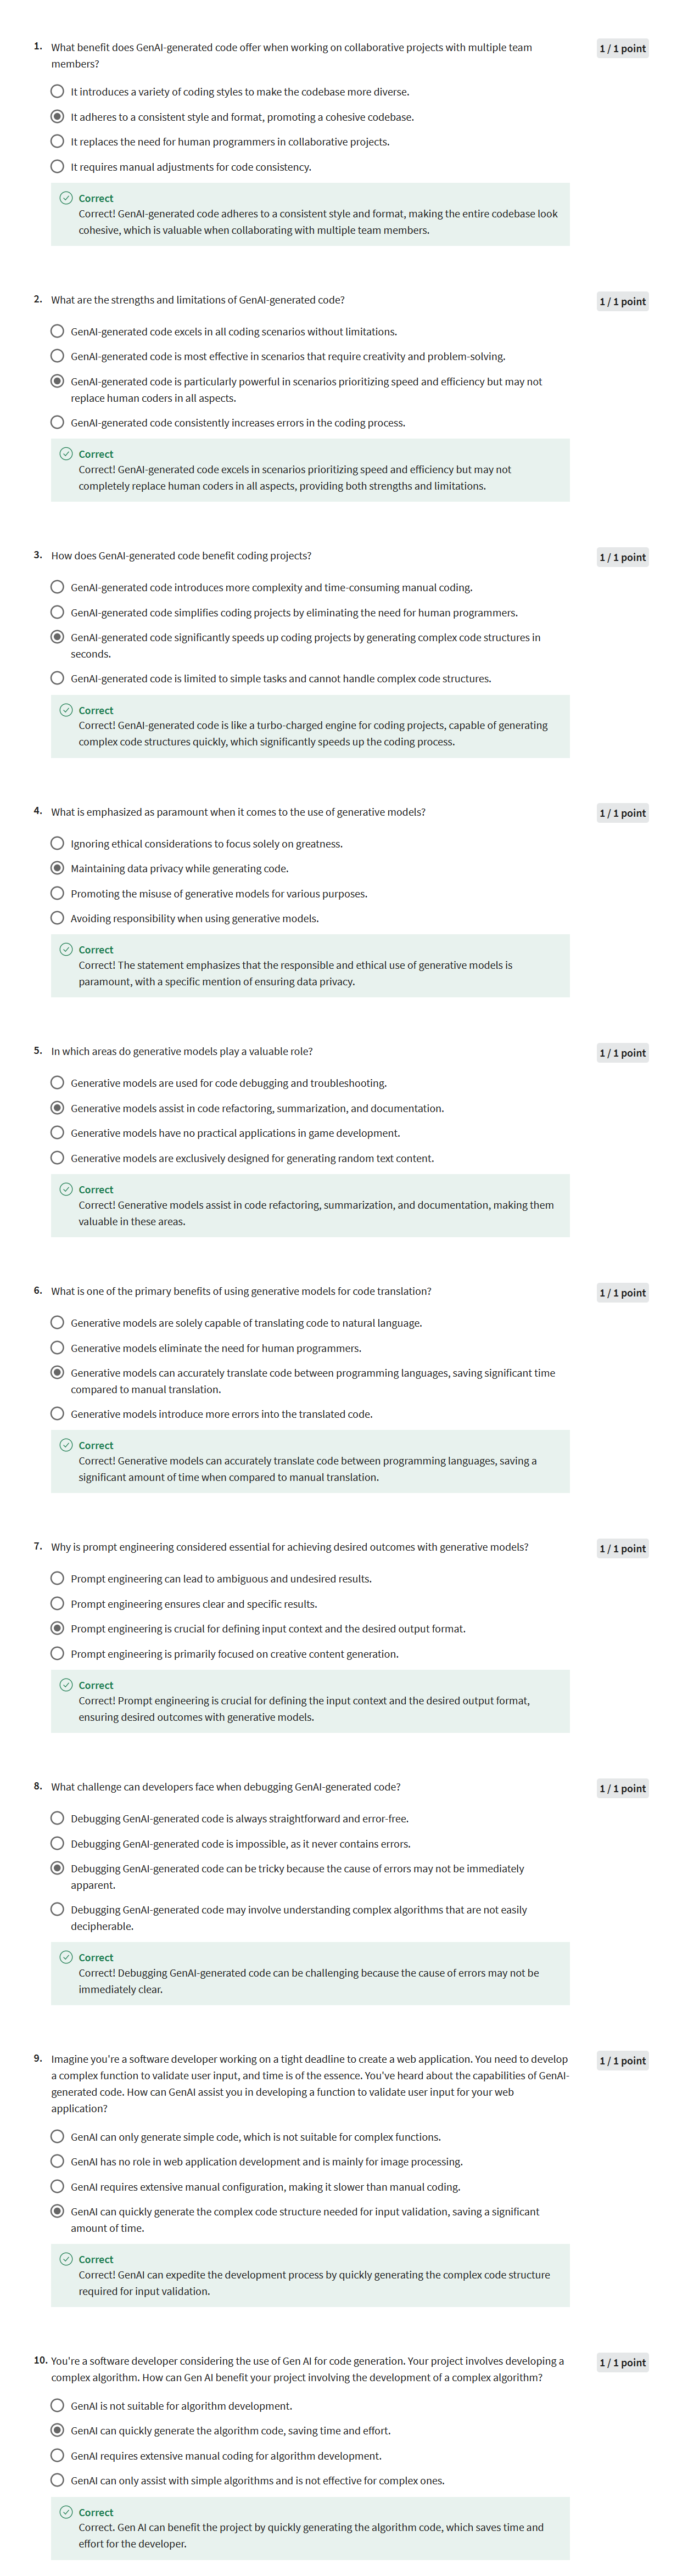 1. What benefit does GenAI-generated code offer when working on collaborative projects with multiple team 1 / 1 point
members?
It introduces a variety of coding styles to make the codebase more diverse.
It adheres to a consistent style and format, promoting a cohesive codebase.
It replaces the need for human programmers in collaborative projects.
It requires manual adjustments for code consistency.
Correct
Correct! GenAI-generated code adheres to a consistent style and format, making the entire codebase look
cohesive, which is valuable when collaborating with multiple team members.
2. What are the strengths and limitations of GenAI-generated code? 1 / 1 point
GenAI-generated code excels in all coding scenarios without limitations.
GenAI-generated code is most effective in scenarios that require creativity and problem-solving.
GenAI-generated code is particularly powerful in scenarios prioritizing speed and efficiency but may not
replace human coders in all aspects.
GenAI-generated code consistently increases errors in the coding process.
Correct
Correct! GenAI-generated code excels in scenarios prioritizing speed and efficiency but may not
completely replace human coders in all aspects, providing both strengths and limitations.
3. How does GenAI-generated code benefit coding projects? 1 / 1 point
GenAI-generated code introduces more complexity and time-consuming manual coding.
GenAI-generated code simplifies coding projects by eliminating the need for human programmers.
GenAI-generated code significantly speeds up coding projects by generating complex code structures in
seconds.
GenAI-generated code is limited to simple tasks and cannot handle complex code structures.
Correct
Correct! GenAI-generated code is like a turbo-charged engine for coding projects, capable of generating
complex code structures quickly, which significantly speeds up the coding process.
4. What is emphasized as paramount when it comes to the use of generative models? 1 / 1 point
Ignoring ethical considerations to focus solely on greatness.
Maintaining data privacy while generating code.
Promoting the misuse of generative models for various purposes.
Avoiding responsibility when using generative models.
Correct
Correct! The statement emphasizes that the responsible and ethical use of generative models is
paramount, with a specific mention of ensuring data privacy.
5. In which areas do generative models play a valuable role? 1 / 1 point
Generative models are used for code debugging and troubleshooting.
Generative models assist in code refactoring, summarization, and documentation.
Generative models have no practical applications in game development.
Generative models are exclusively designed for generating random text content.
Correct
Correct! Generative models assist in code refactoring, summarization, and documentation, making them
valuable in these areas.
6. What is one of the primary benefits of using generative models for code translation? 1 / 1 point
Generative models are solely capable of translating code to natural language.
Generative models eliminate the need for human programmers.
Generative models can accurately translate code between programming languages, saving significant time
compared to manual translation.
Generative models introduce more errors into the translated code.
Correct
Correct! Generative models can accurately translate code between programming languages, saving a
significant amount of time when compared to manual translation.
7. Why is prompt engineering considered essential for achieving desired outcomes with generative models? 1 / 1 point
Prompt engineering can lead to ambiguous and undesired results.
Prompt engineering ensures clear and specific results.
Prompt engineering is crucial for defining input context and the desired output format.
Prompt engineering is primarily focused on creative content generation.
Correct
Correct! Prompt engineering is crucial for defining the input context and the desired output format,
ensuring desired outcomes with generative models.
8. What challenge can developers face when debugging GenAI-generated code? 1 / 1 point
Debugging GenAI-generated code is always straightforward and error-free.
Debugging GenAI-generated code is impossible, as it never contains errors.
Debugging GenAI-generated code can be tricky because the cause of errors may not be immediately
apparent.
Debugging GenAI-generated code may involve understanding complex algorithms that are not easily
decipherable.
Correct
Correct! Debugging GenAI-generated code can be challenging because the cause of errors may not be
immediately clear.
9. Imagine you're a software developer working on a tight deadline to create a web application. You need to develop 1 / 1 point
a complex function to validate user input, and time is of the essence. You've heard about the capabilities of GenAI-
generated code. How can GenAI assist you in developing a function to validate user input for your web
application?
GenAI can only generate simple code, which is not suitable for complex functions.
GenAI has no role in web application development and is mainly for image processing.
GenAI requires extensive manual configuration, making it slower than manual coding.
GenAI can quickly generate the complex code structure needed for input validation, saving a significant
amount of time.
Correct
Correct! GenAI can expedite the development process by quickly generating the complex code structure
required for input validation.
10. You're a software developer considering the use of Gen AI for code generation. Your project involves developing a 1 / 1 point
complex algorithm. How can Gen AI benefit your project involving the development of a complex algorithm?
GenAI is not suitable for algorithm development.
GenAI can quickly generate the algorithm code, saving time and effort.
GenAI requires extensive manual coding for algorithm development.
GenAI can only assist with simple algorithms and is not effective for complex ones.
Correct
Correct. Gen AI can benefit the project by quickly generating the algorithm code, which saves time and
effort for the developer.